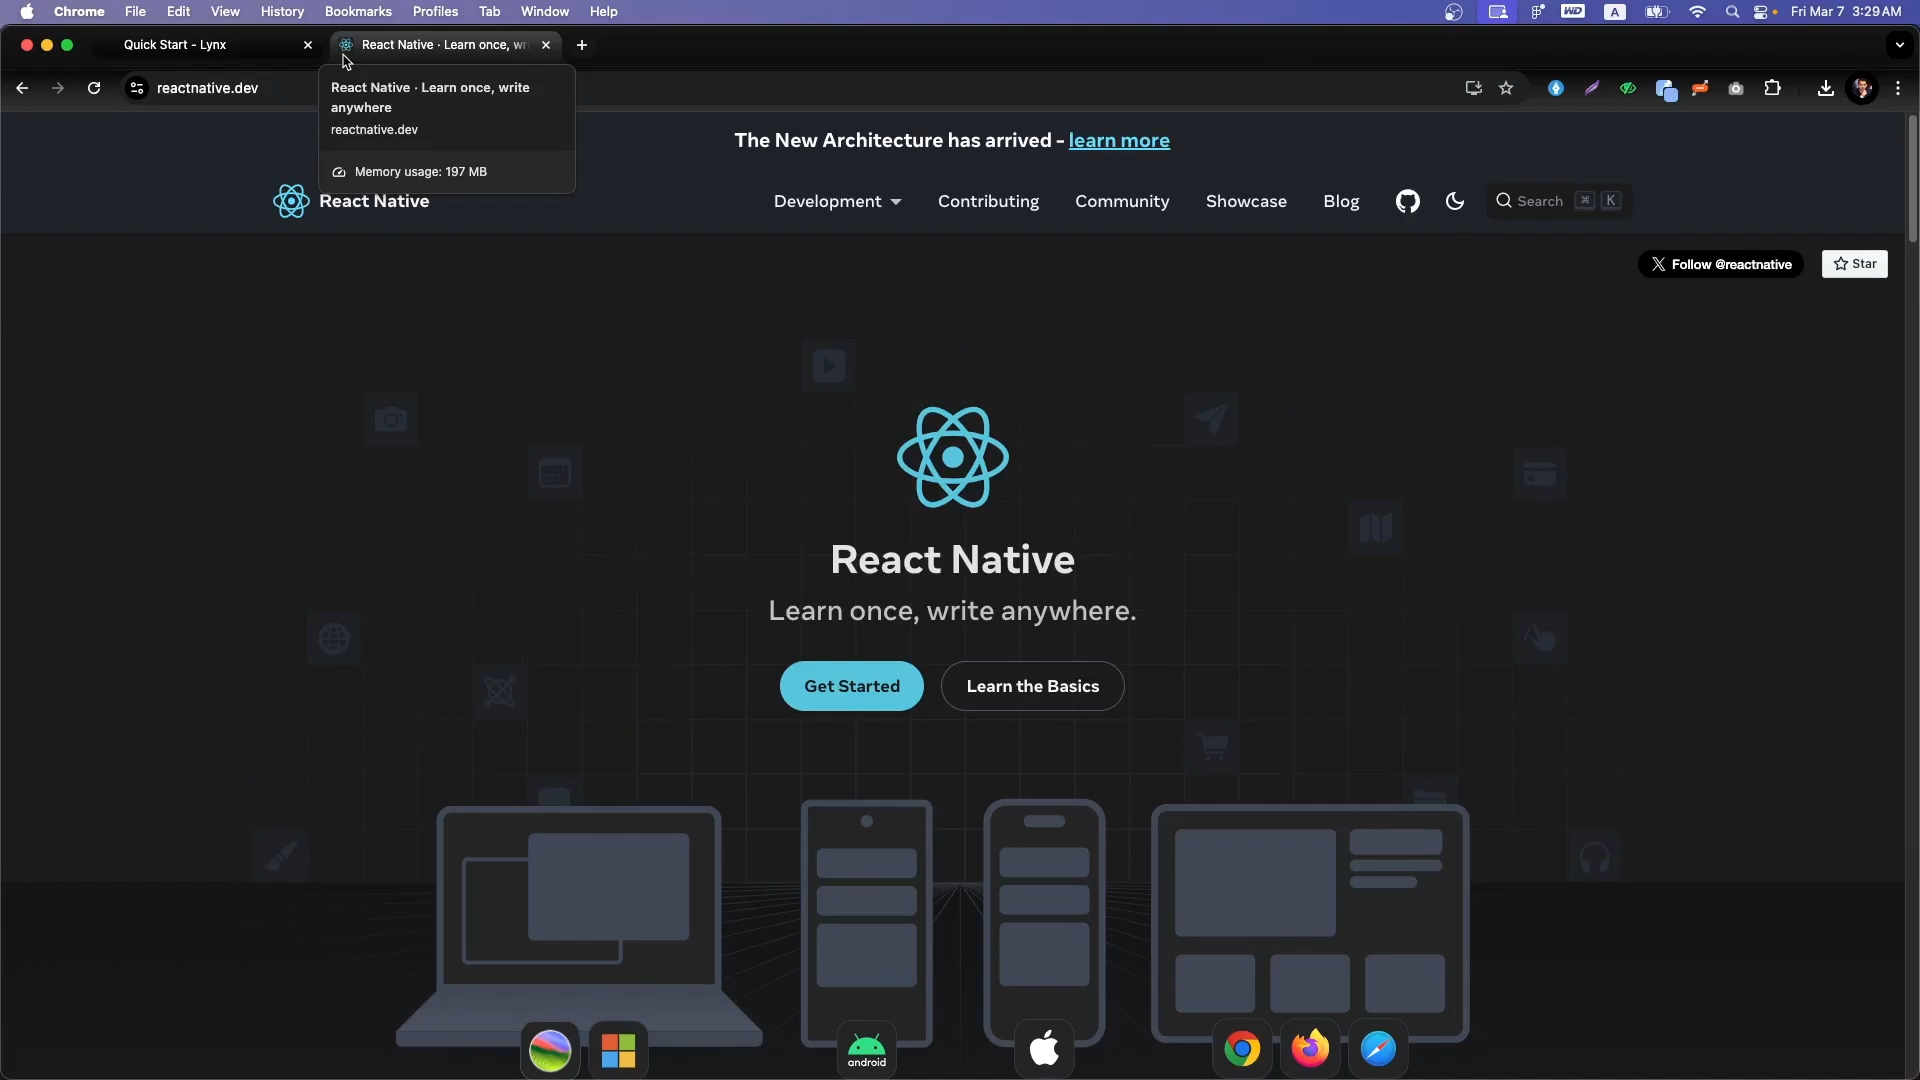 Chrome File Edit View History Bookmarks Profiles Tab Window Help
WD A Fri Mar 7 3:29 AM
Quick Start - Lynx
React Native · Learn once, wr
reactnative.dev
React Native · Learn once, write
anywhere
reactnative.dev
Memory usage: 197 MB
The New Architecture has arrived - learn more
React Native
Development Contributing Community Showcase Blog
Search ⌘ K
Follow @reactnative
Star
React Native
Learn once, write anywhere.
Get Started
Learn the Basics
android